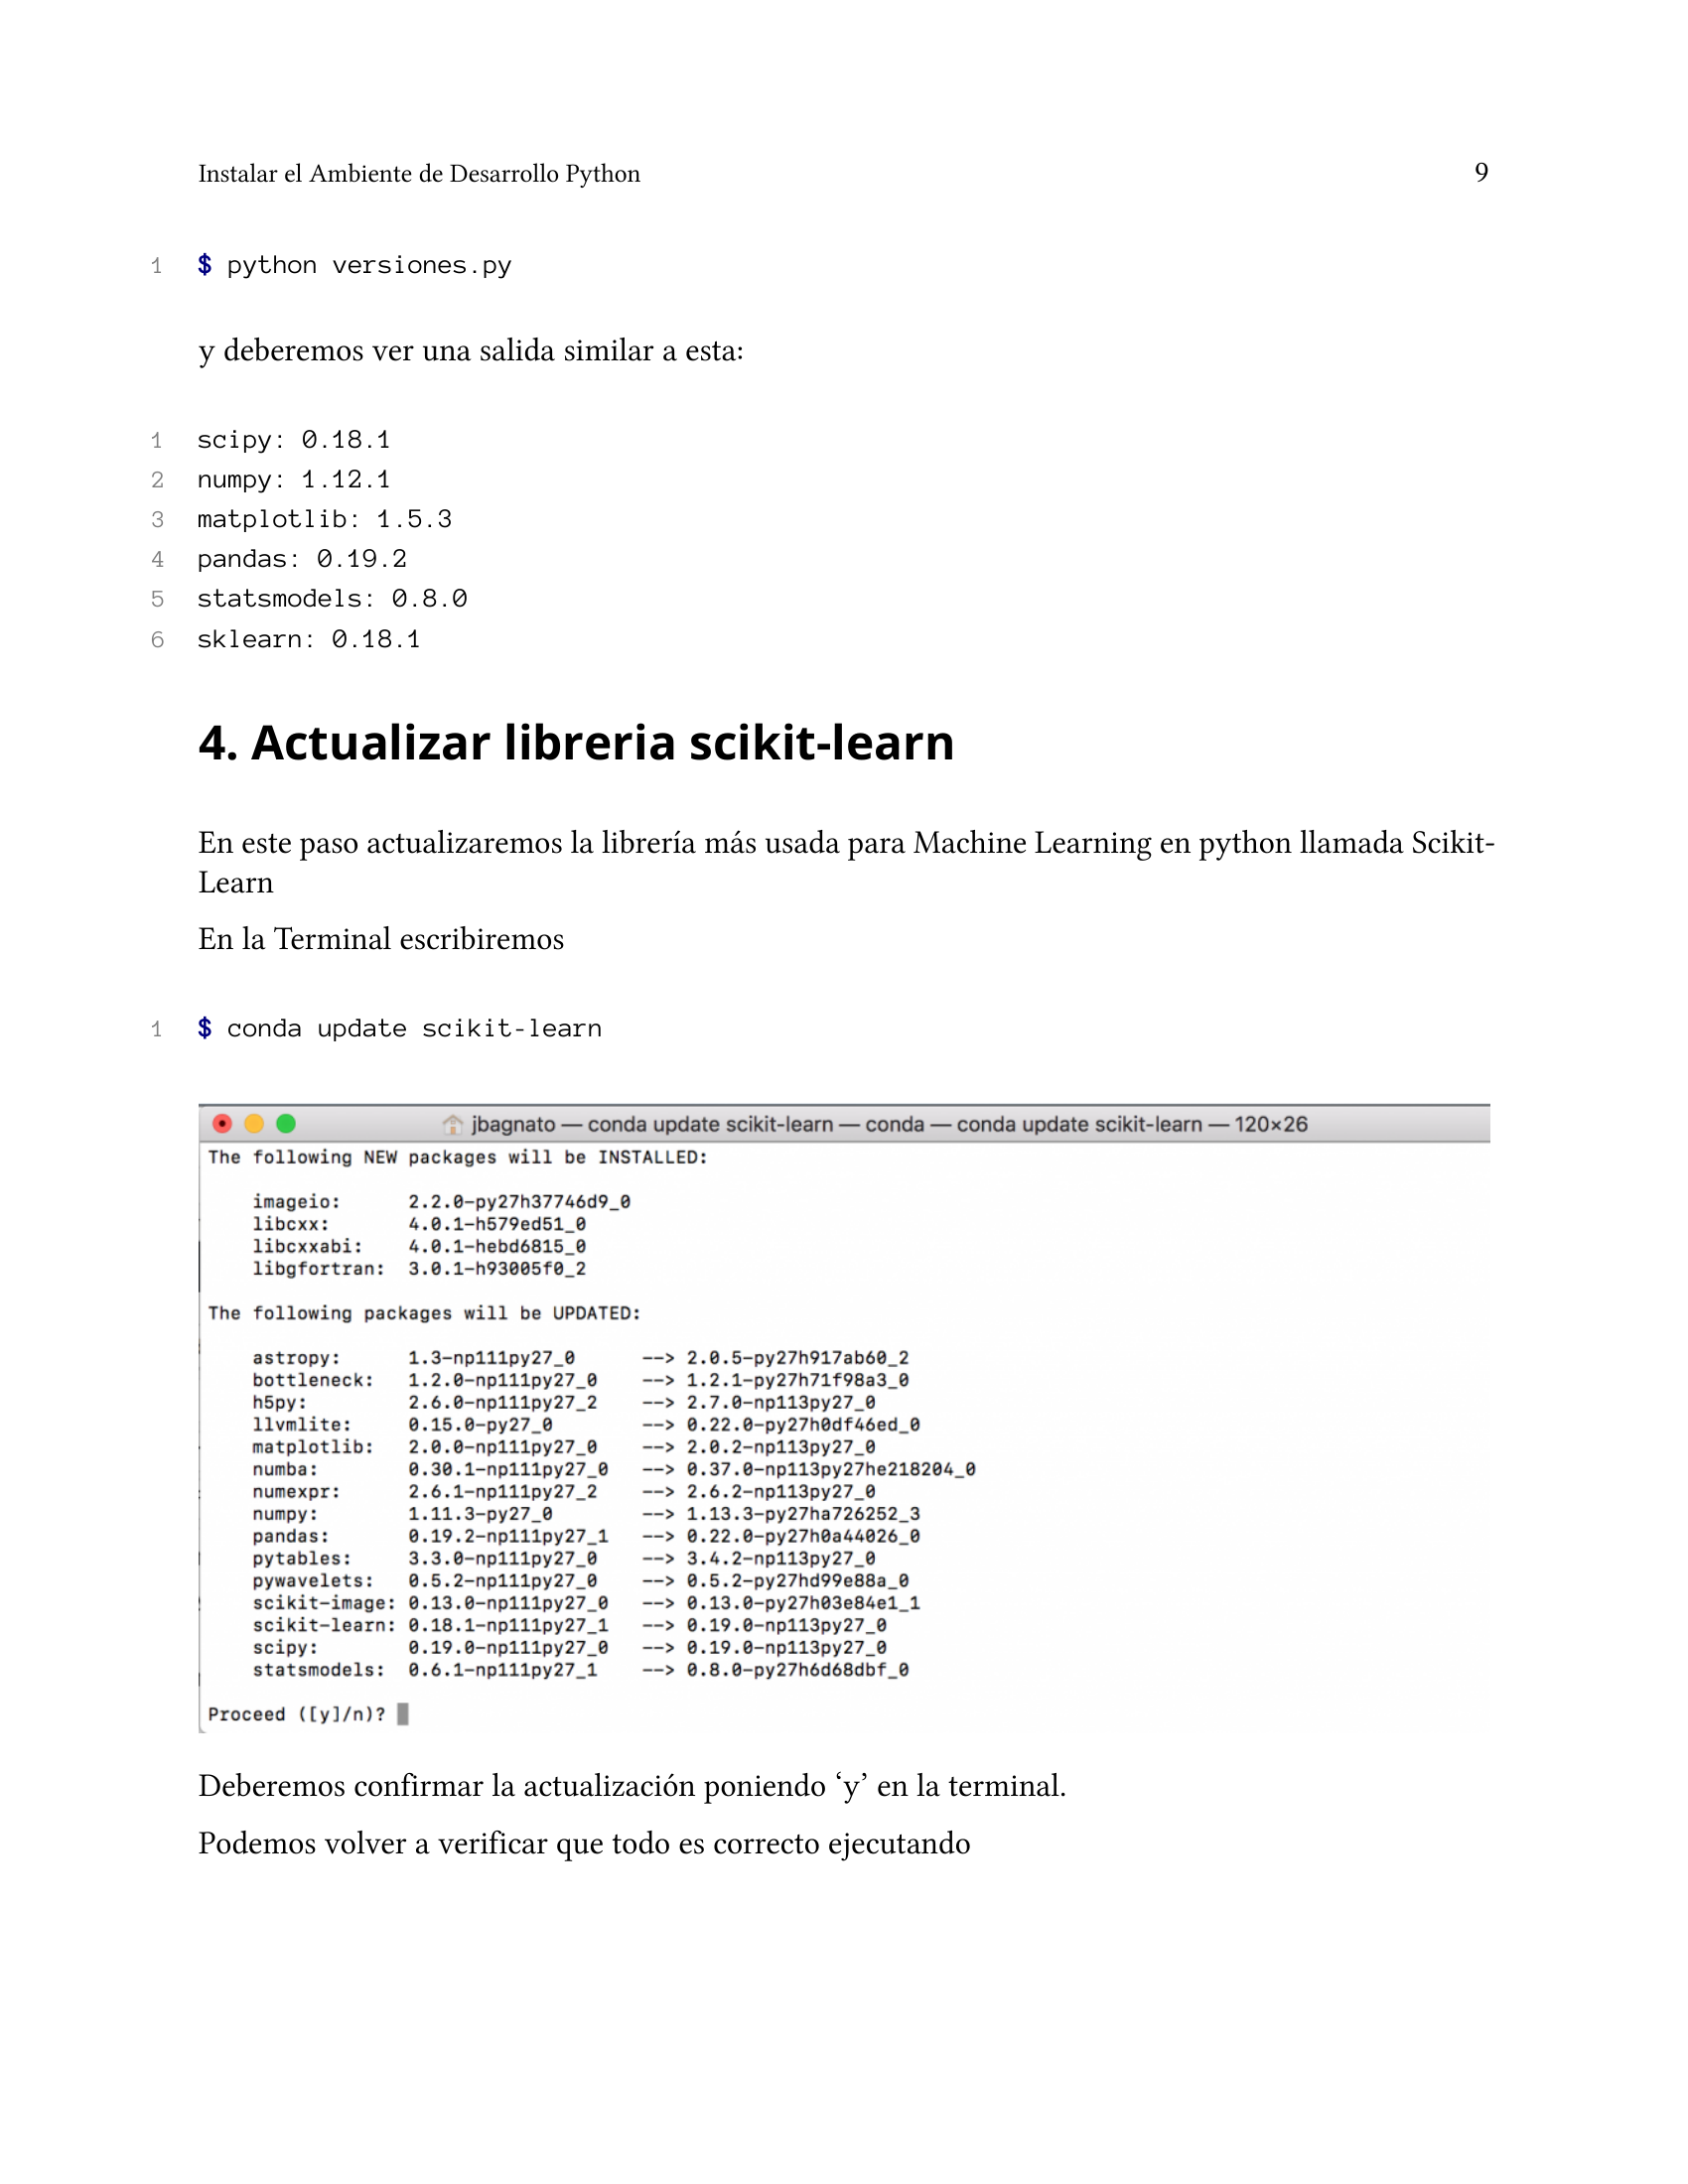 Instalar el Ambiente de Desarrollo Python 9
1 $ python versiones.py
y deberemos ver una salida similar a esta:
1 scipy: 0.18.1
2 numpy: 1.12.1
3 matplotlib: 1.5.3
4 pandas: 0.19.2
5 statsmodels: 0.8.0
6 sklearn: 0.18.1
4. Actualizar libreria scikit-learn
En este paso actualizaremos la librería más usada para Machine Learning en python llamada Scikit-
Learn
En la Terminal escribiremos
1 $ conda update scikit-learn
jbagnato — conda update scikit-learn — conda — conda update scikit-learn — 120×26
The following NEW packages will be INSTALLED:
imageio: 2.2.0-py27h37746d9_0
libcxx: 4.0.1-h579ed51_0
libcxxabi: 4.0.1-hebd6815_0
libgfortran: 3.0.1-h93005f0_2
The following packages will be UPDATED:
astropy: 1.3-np111py27_0 --> 2.0.5-py27h917ab60_2
bottleneck: 1.2.0-np111py27_0 --> 1.2.1-py27h71f98a3_0
h5py: 2.6.0-np111py27_2 --> 2.7.0-np113py27_0
llvmlite: 0.15.0-py27_0 --> 0.22.0-py27h0df46ed_0
matplotlib: 2.0.0-np111py27_0 --> 2.0.2-np113py27_0
numba: 0.30.1-np111py27_0 --> 0.37.0-np113py27he218204_0
numexpr: 2.6.1-np111py27_2 --> 2.6.2-np113py27_0
numpy: 1.11.3-py27_0 --> 1.13.3-py27ha726252_3
pandas: 0.19.2-np111py27_1 --> 0.22.0-py27h0a44026_0
pytables: 3.3.0-np111py27_0 --> 3.4.2-np113py27_0
pywavelets: 0.5.2-np111py27_0 --> 0.5.2-py27hd99e88a_0
scikit-image: 0.13.0-np111py27_0 --> 0.13.0-py27h03e84e1_1
scikit-learn: 0.18.1-np111py27_1 --> 0.19.0-np113py27_0
scipy: 0.19.0-np111py27_0 --> 0.19.0-np113py27_0
statsmodels: 0.6.1-np111py27_1 --> 0.8.0-py27h6d68dbf_0
Proceed ([y]/n)?
Deberemos confirmar la actualización poniendo ‘y’ en la terminal.
Podemos volver a verificar que todo es correcto ejecutando